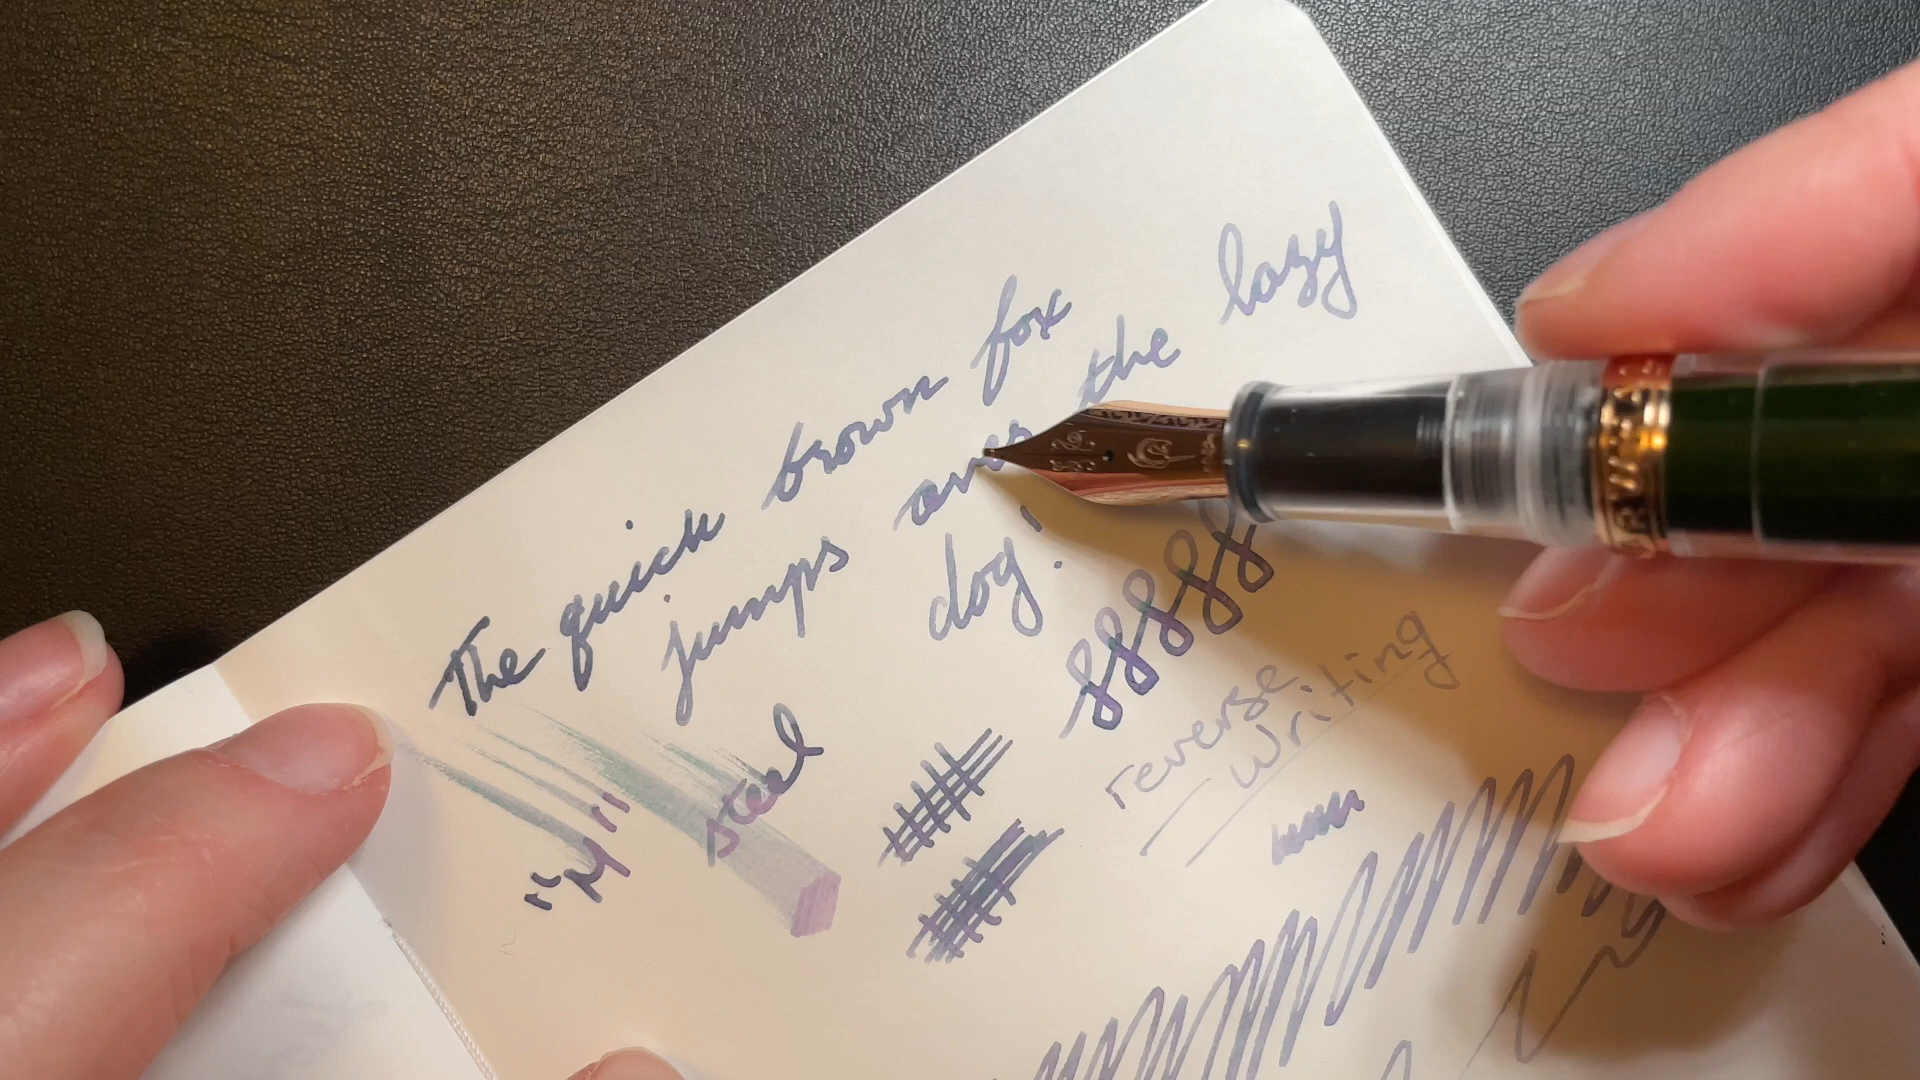 The quick brown fox
jumps over the lazy
dog!
"M" steel
reverse
writing